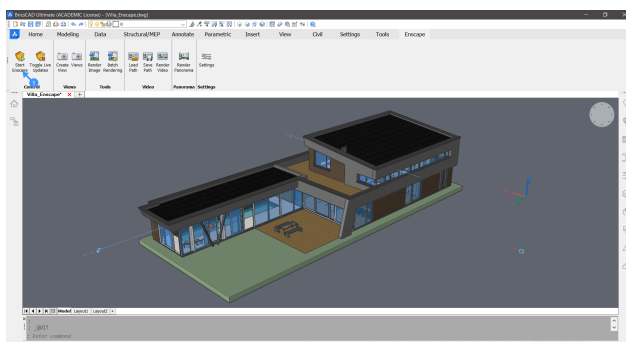 BricsCAD Ultimate (ACADEMIC License) - [Villa_Enscape.dwg]
0
Home Modeling Data Structural/MEP Annotate Parametric Insert View Civil Settings Tools Enscape
Start Enscape Toggle Live Updates Create View Views Render Image Batch Rendering Load Path Save Path Render Video Render Panorama Settings
Control Views Tools Video Panorama Settings
Villa_Enscape* × +
Model Layout1 Layout2 +
:
: _QUIT
: Enter command